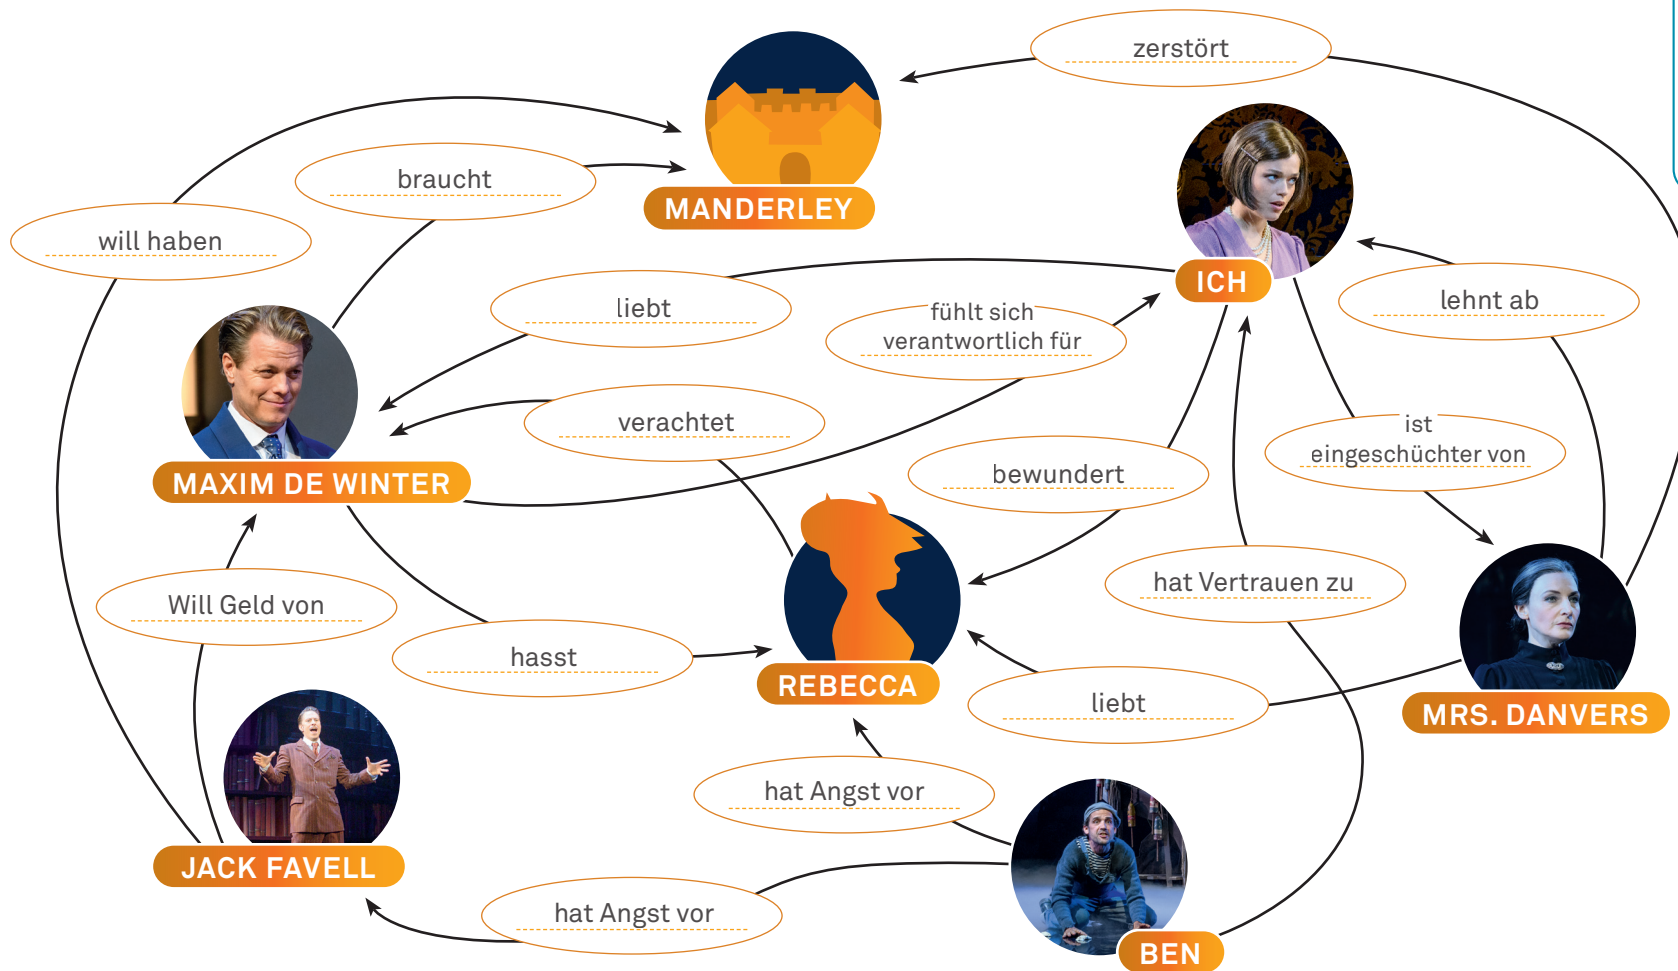 zerstört
braucht
MANDERLEY
will haben
ICH
lehnt ab
liebt
fühlt sich
verantwortlich für
verachtet
ist
eingeschüchter von
MAXIM DE WINTER
bewundert
hat Vertrauen zu
Will Geld von
hasst
REBECCA
liebt
MRS. DANVERS
hat Angst vor
JACK FAVELL
hat Angst vor
BEN